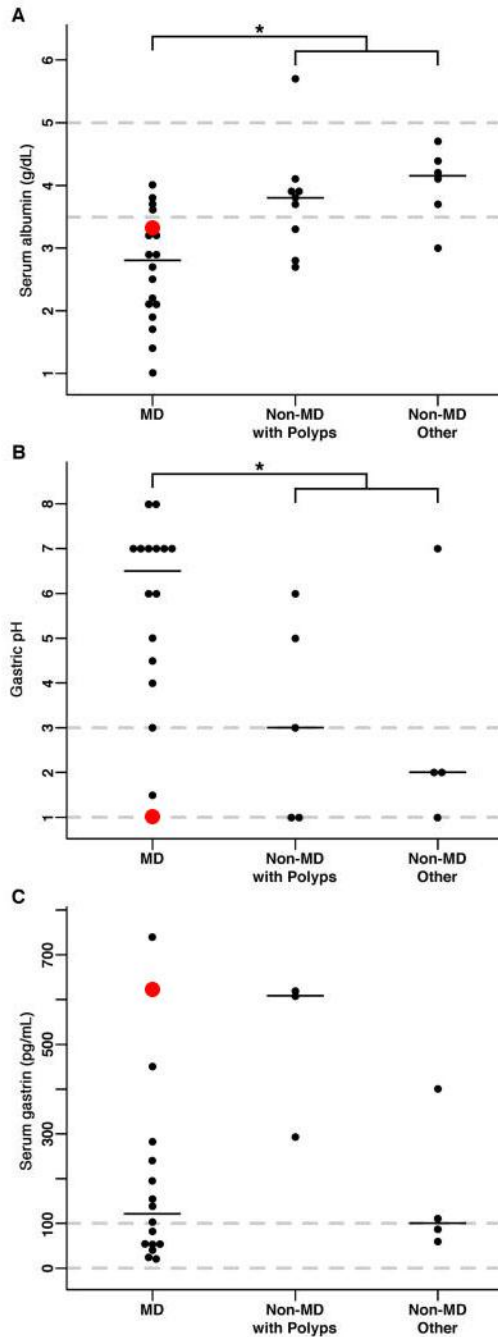 A
*
6
5
4
3
2
1
Serum albumin (g/dL)
MD
Non-MD
with Polyps
Non-MD
Other
B
*
8
7
6
5
4
3
2
1
Gastric pH
MD
Non-MD
with Polyps
Non-MD
Other
C
700
500
300
100
0
Serum gastrin (pg/mL)
MD
Non-MD
with Polyps
Non-MD
Other